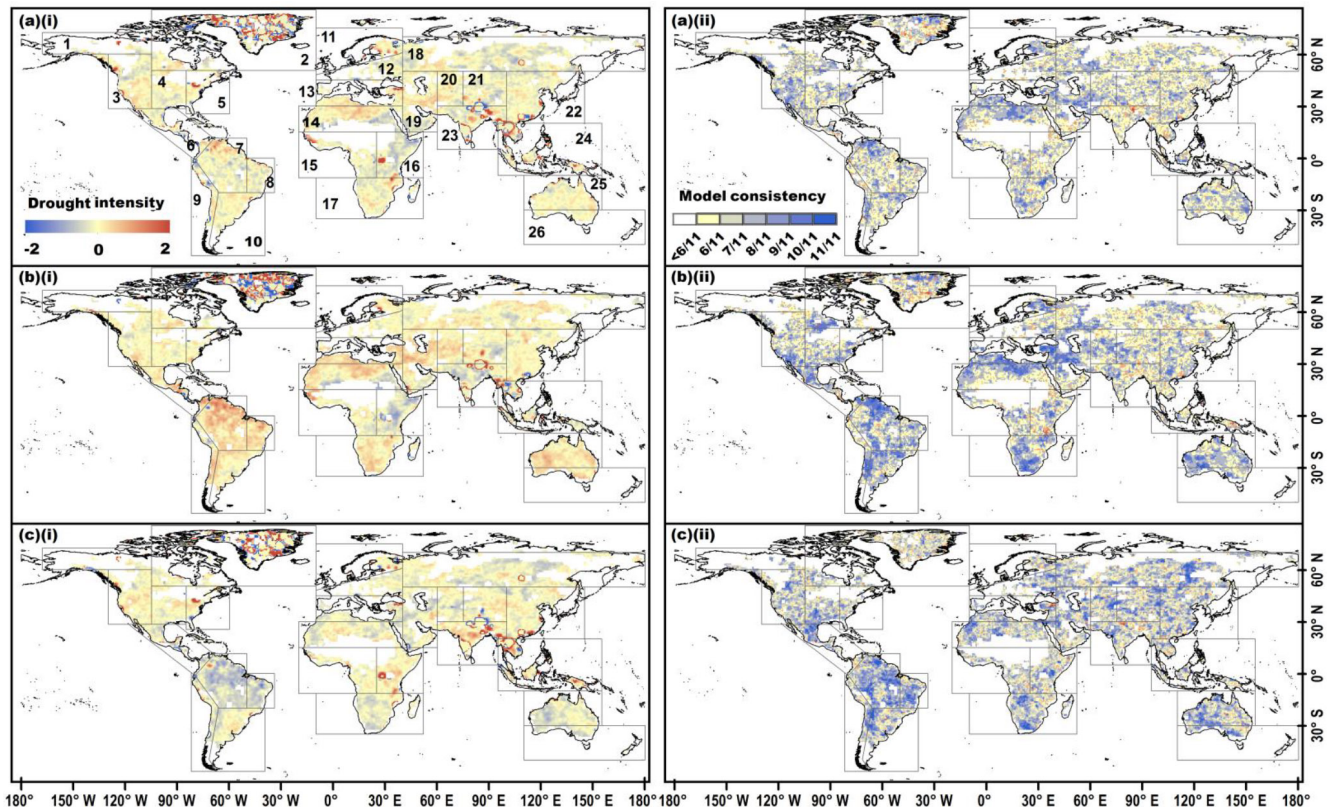 (a)(i)
11
1
2
18
12
4
20
21
3
13
5
14
19
22
23
24
6
7
15
16
8
25
9
17
Drought intensity
-2
0
2
10
26
(a)(ii)
60°N
30°N
0°
30°S
Model consistency
<6/11
6/11
7/11
8/11
9/11
10/11
11/11
(b)(i)
(b)(ii)
60°N
30°N
0°
30°S
(c)(i)
(c)(ii)
60°N
30°N
0°
30°S
180° 150° W 120° W 90° W 60° W 30° W 0° 30° E 60° E 90° E 120° E 150° E 180°
150° W 120° W 90° W 60° W 30° W 0° 30° E 60° E 90° E 120° E 150° E 180°